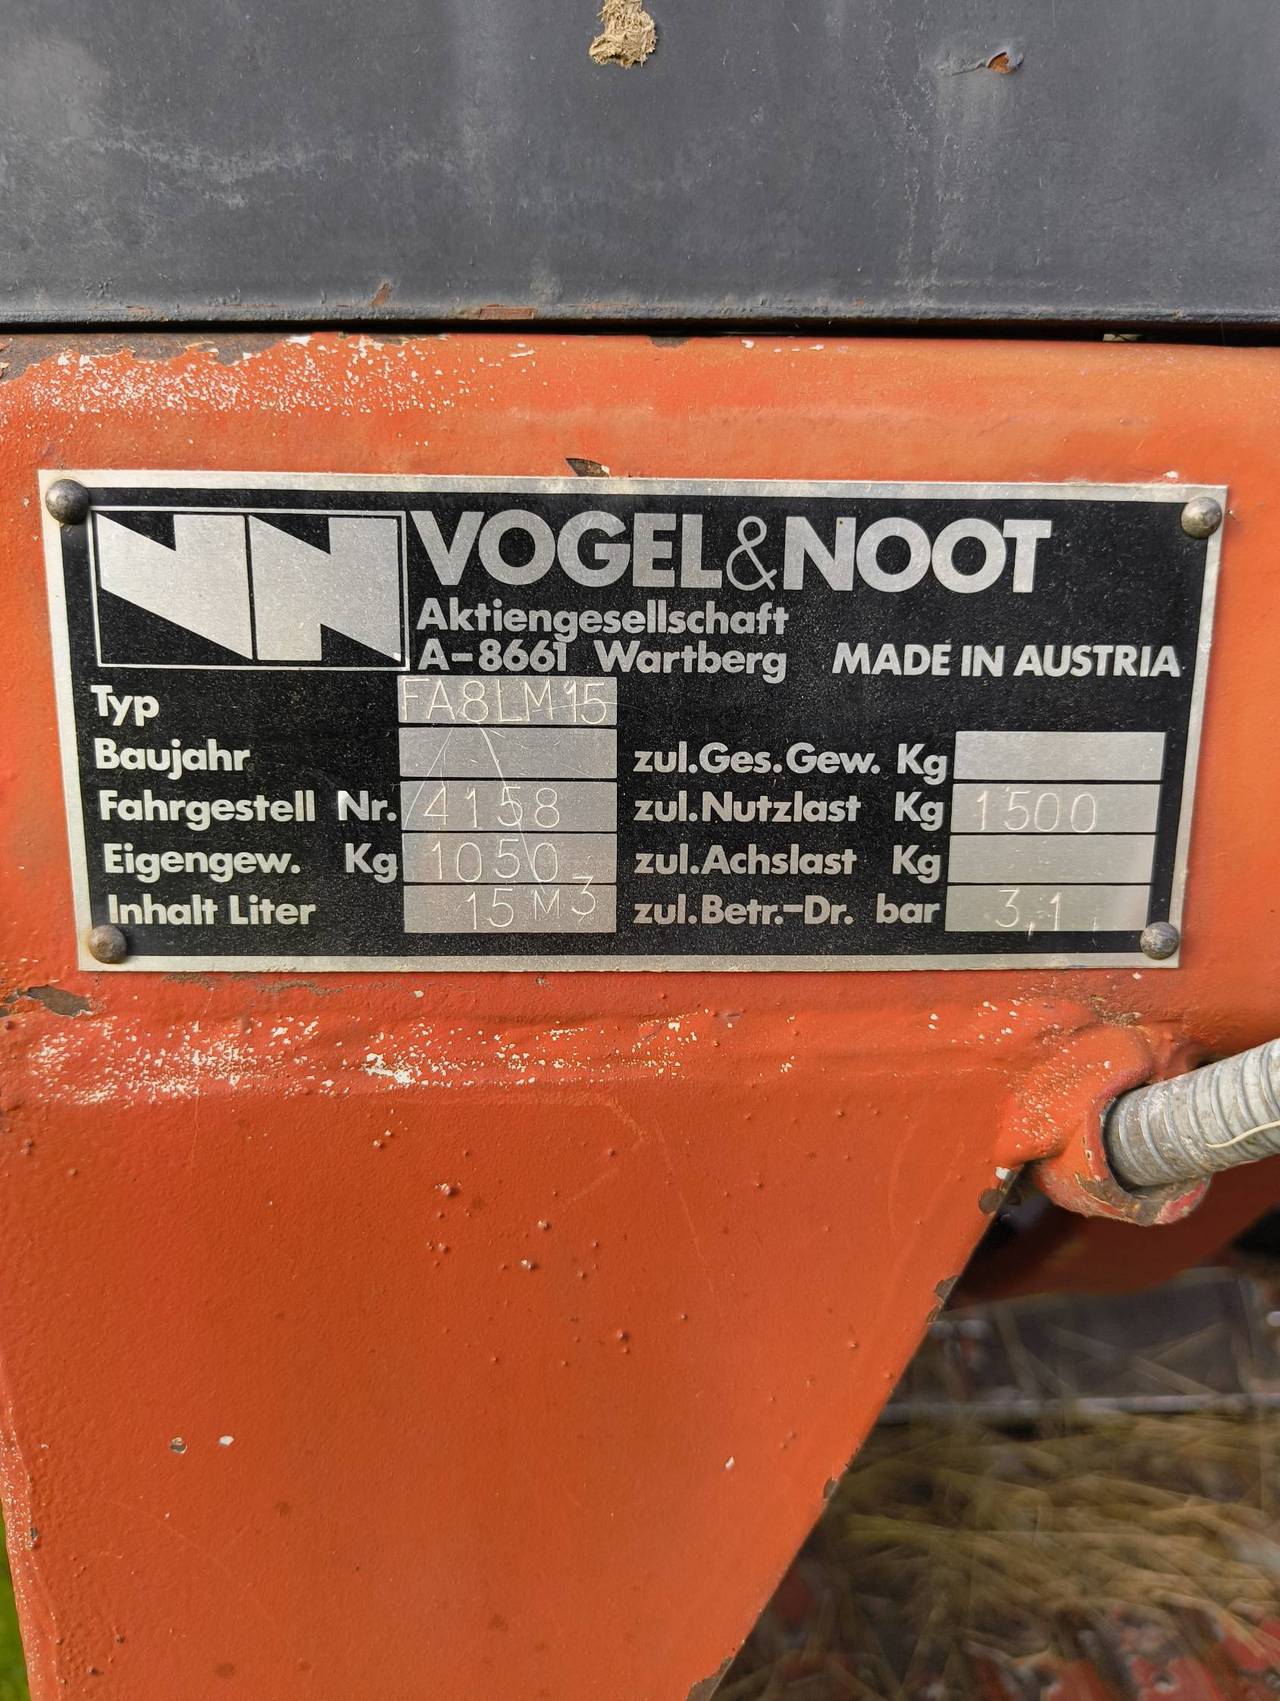 VOGEL&NOOT
Aktiengesellschaft
A-8661 Wartberg MADE IN AUSTRIA
Typ FA8LM15
Baujahr zul.Ges.Gew. Kg
Fahrgestell Nr. 4158 zul.Nutzlast Kg 1500
Eigengew. Kg 1050 zul.Achslast Kg
Inhalt Liter 15 M3 zul.Betr.-Dr. bar 3,1